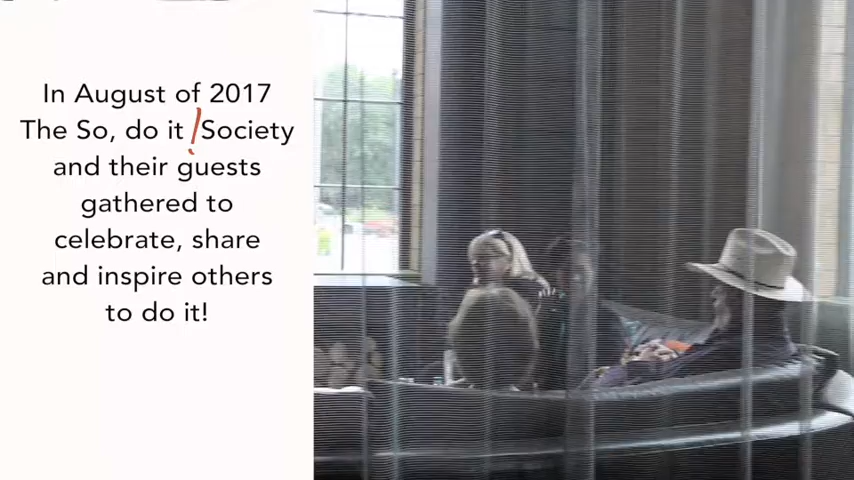 In August of 2017
The So, do it ! Society
and their guests
gathered to
celebrate, share
and inspire others
to do it!